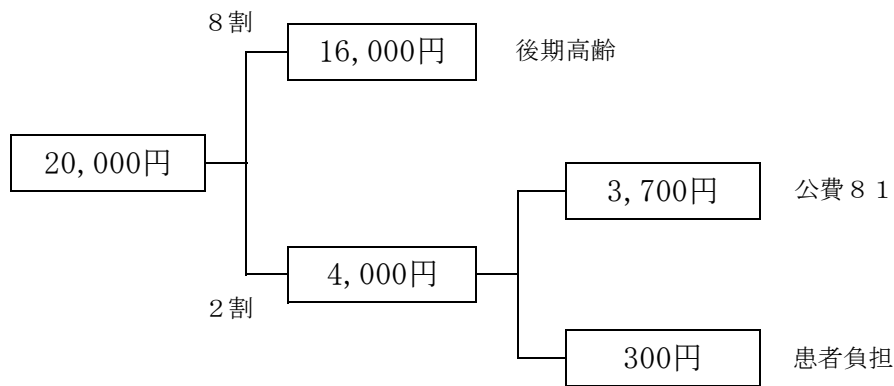 ８割
16,000円
後期高齢
20,000円
3,700円
公費８１
4,000円
２割
300円
患者負担